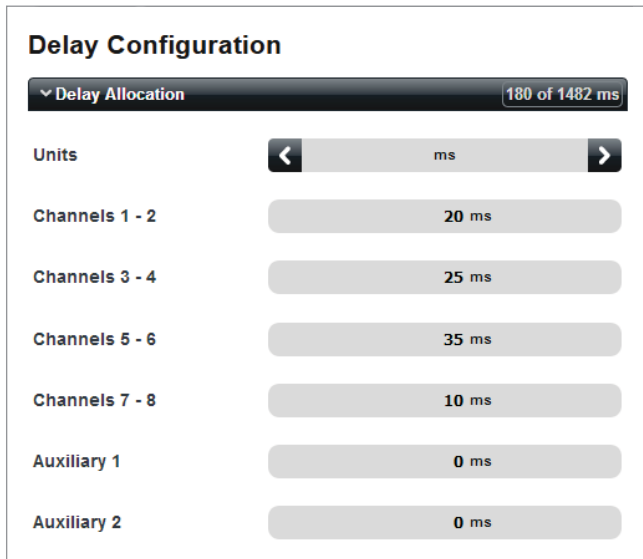 Delay Configuration
Delay Allocation 180 of 1482 ms
Units ms
Channels 1 - 2 20 ms
Channels 3 - 4 25 ms
Channels 5 - 6 35 ms
Channels 7 - 8 10 ms
Auxiliary 1 0 ms
Auxiliary 2 0 ms